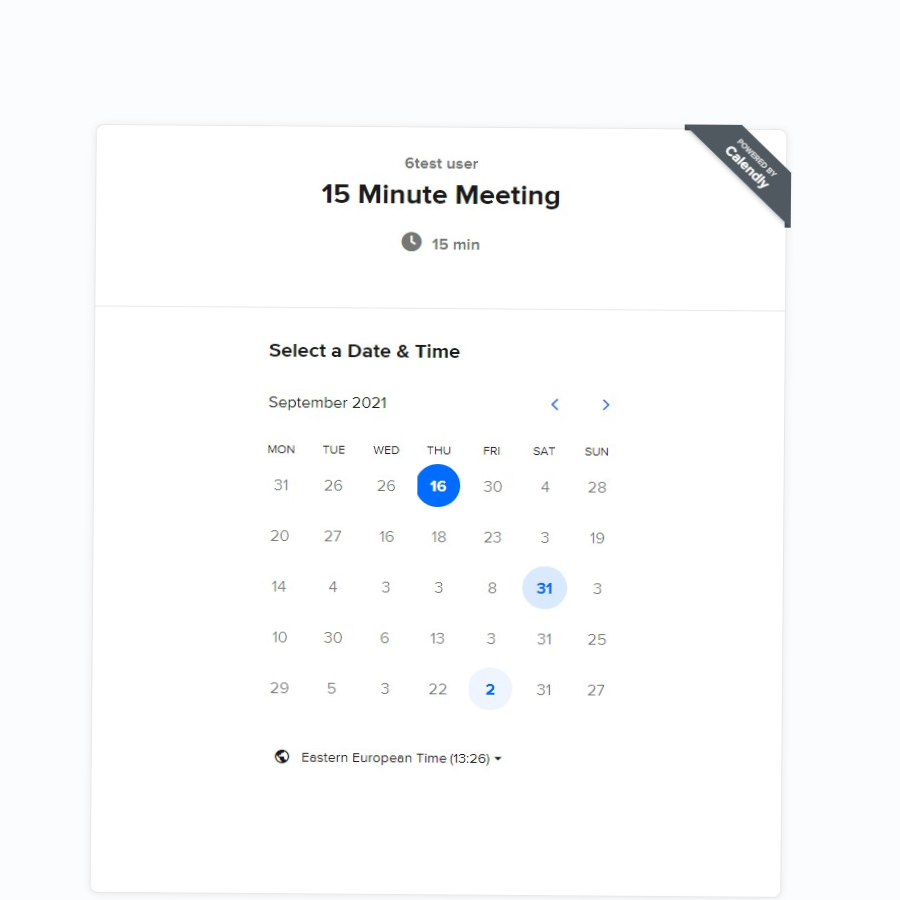 POWERED BY
Calendly
6test user
15 Minute Meeting
15 min
Select a Date & Time
September 2021
MON TUE WED THU FRI SAT SUN
31 26 26 16 30 4 28
20 27 16 18 23 3 19
14 4 3 3 8 31 3
10 30 6 13 3 31 25
29 5 3 22 2 31 27
Eastern European Time (13:26)